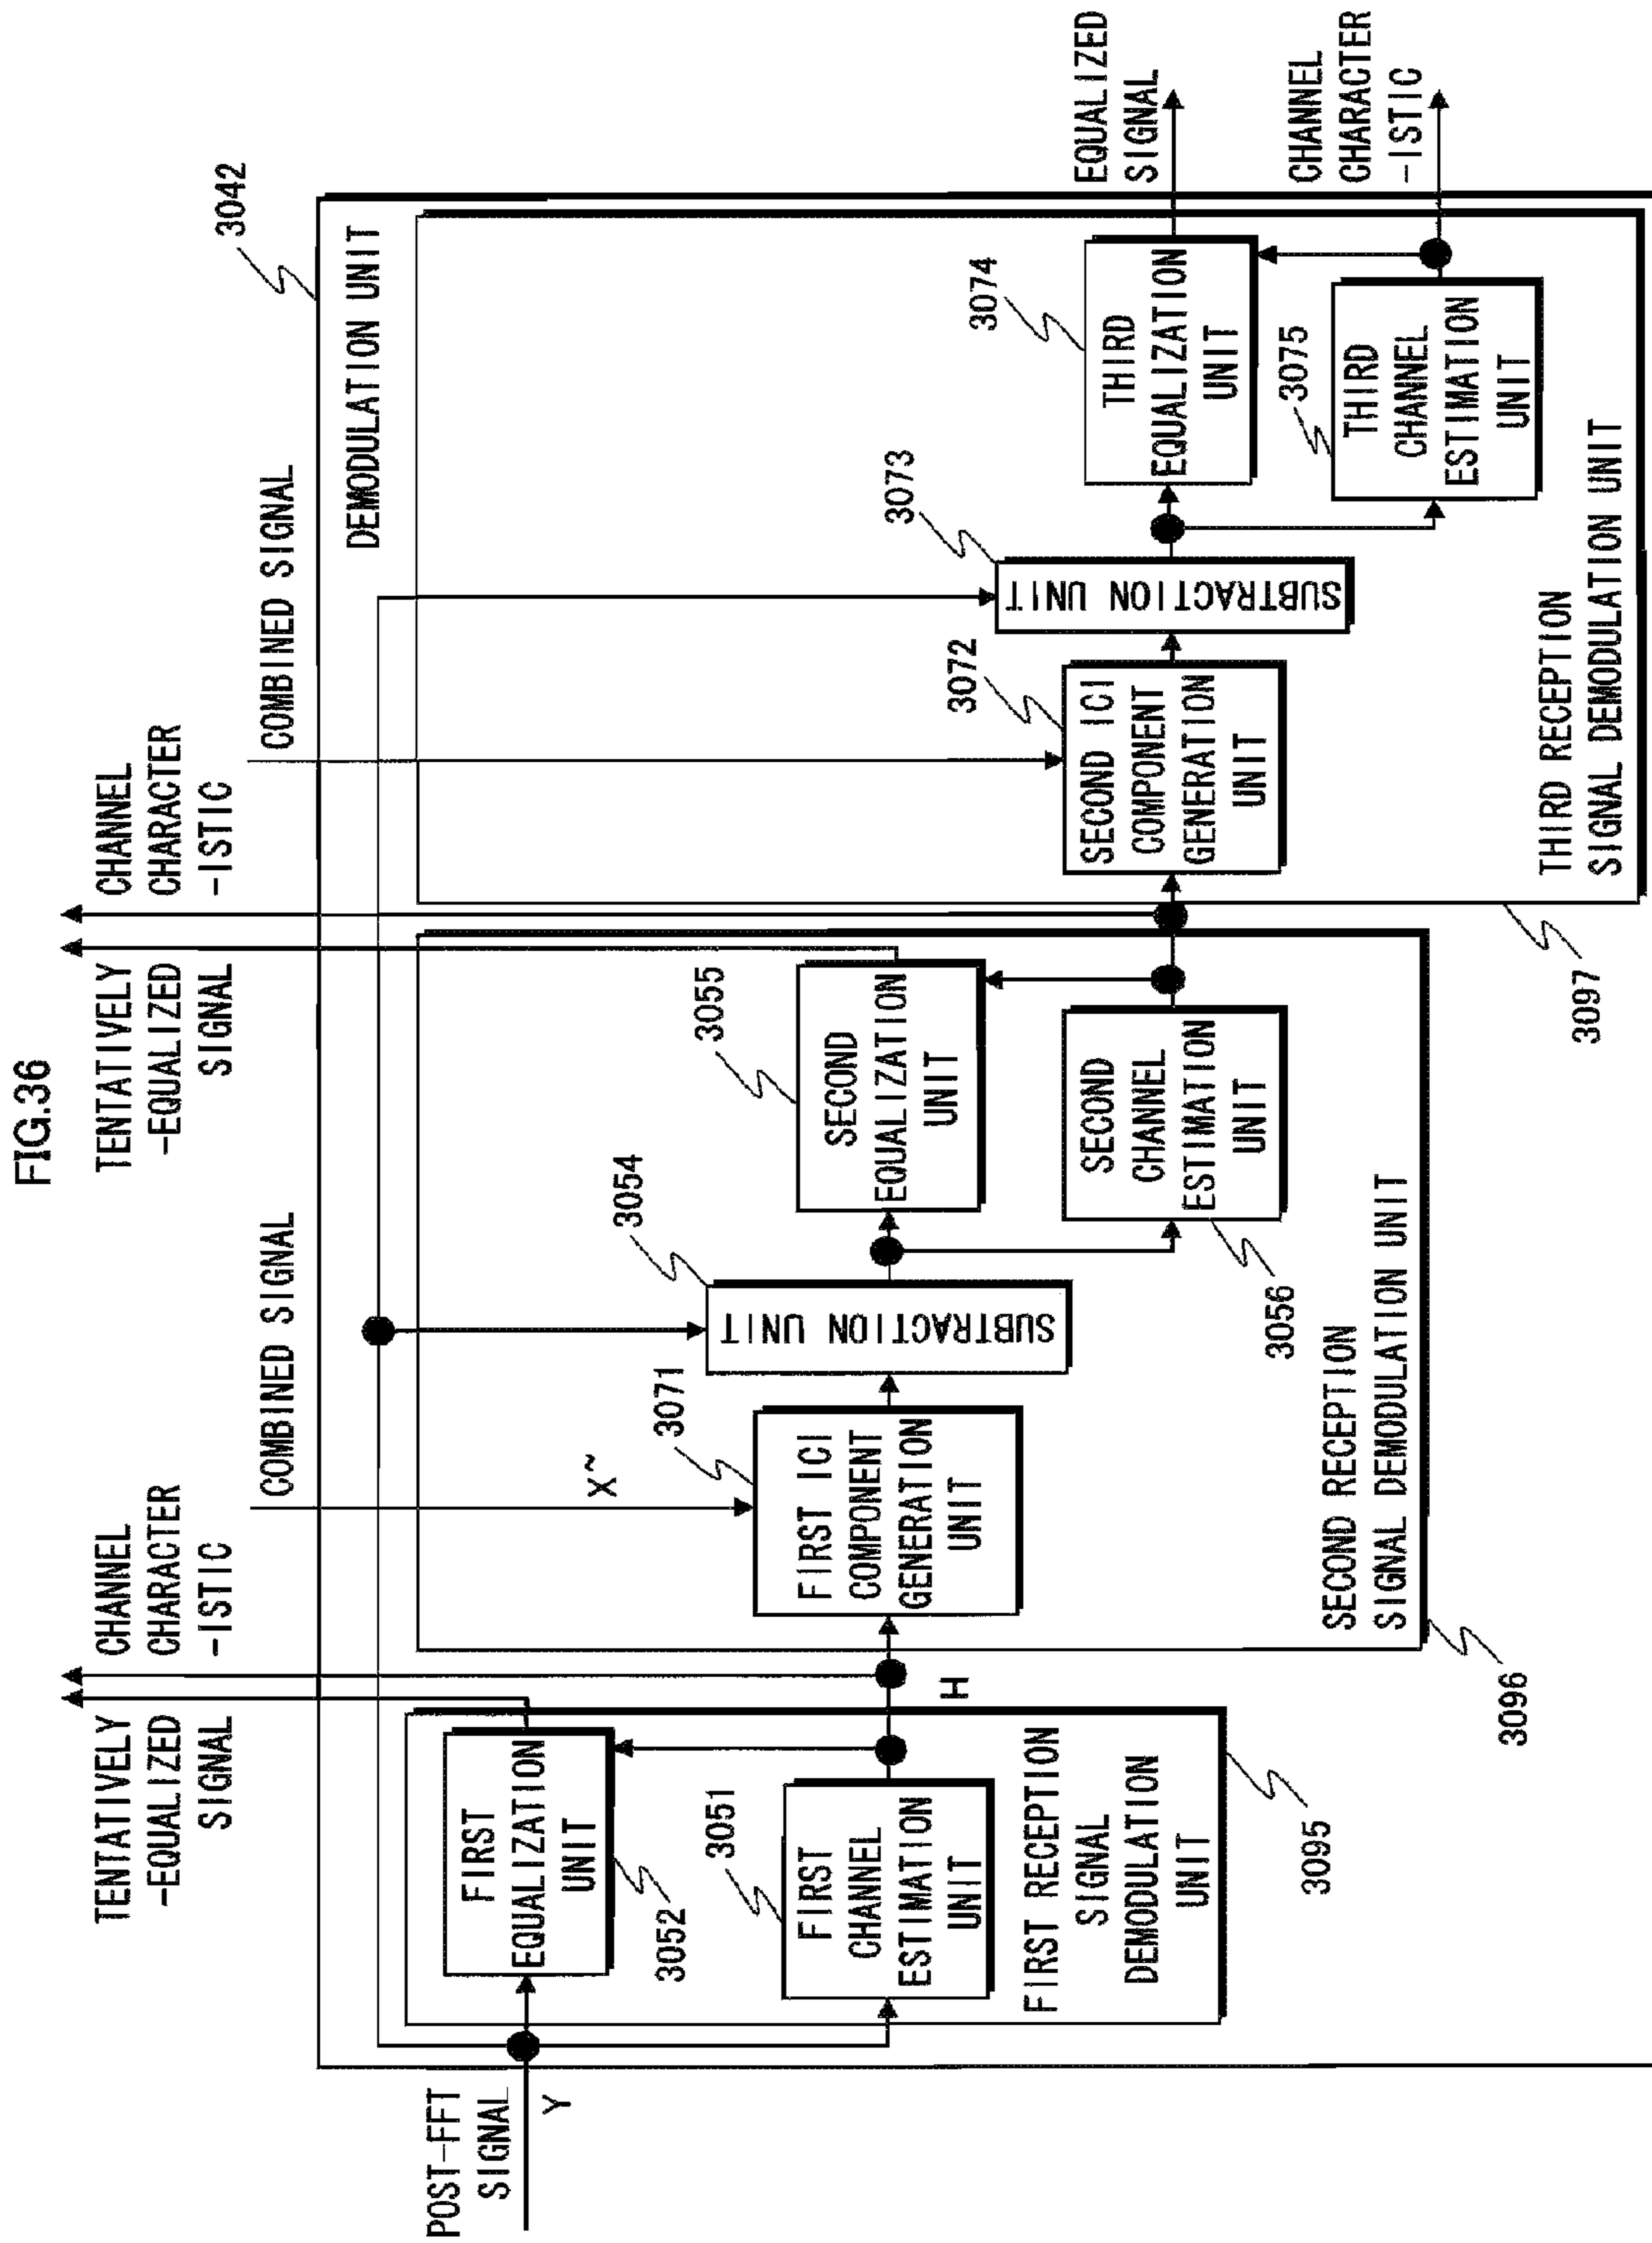 FIG.36
TENTATIVELY
-EQUALIZED
SIGNAL
CHANNEL
CHARACTER
-ISTIC
COMBINED SIGNAL
TENTATIVELY
-EQUALIZED
SIGNAL
CHANNEL
CHARACTER
-ISTIC
COMBINED SIGNAL
3042
DEMODULATION UNIT
POST-FFT
SIGNAL
Y
FIRST
EQUALIZATION
UNIT
3052
3051
FIRST
CHANNEL
ESTIMATION
UNIT
FIRST RECEPTION
SIGNAL
DEMODULATION
UNIT
3095
H
X~
3071
FIRST ICI
COMPONENT
GENERATION
UNIT
3054
SUBTRACTION UNIT
3055
SECOND
EQUALIZATION
UNIT
SECOND
CHANNEL
ESTIMATION
UNIT
3056
SECOND RECEPTION
SIGNAL DEMODULATION UNIT
3096
3072
SECOND ICI
COMPONENT
GENERATION
UNIT
3073
SUBTRACTION UNIT
3074
THIRD
EQUALIZATION
UNIT
3075
THIRD
CHANNEL
ESTIMATION
UNIT
THIRD RECEPTION
SIGNAL DEMODULATION UNIT
3097
EQUALIZED
SIGNAL
CHANNEL
CHARACTER
-ISTIC